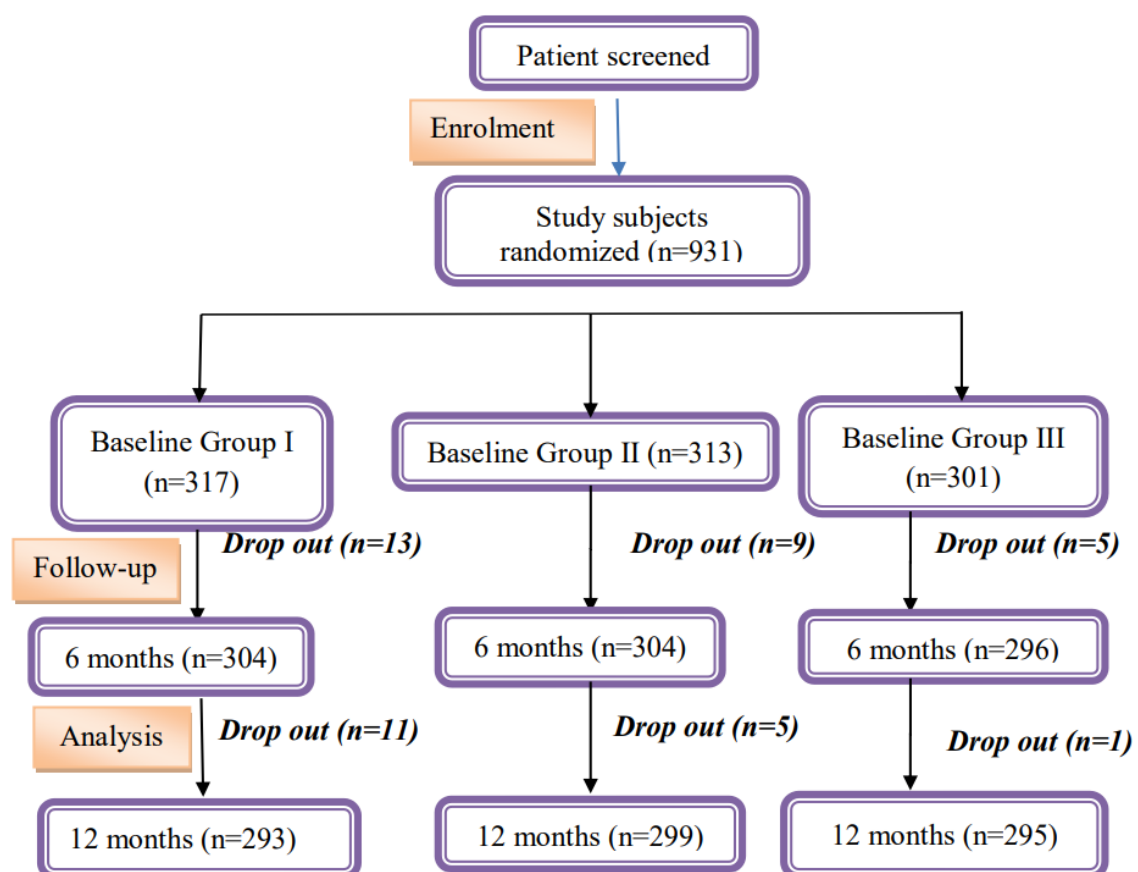 Patient screened
Enrolment
Study subjects
randomized (n=931)
Baseline Group I
(n=317)
Baseline Group II (n=313)
Baseline Group III
(n=301)
Drop out (n=13)
Drop out (n=9)
Drop out (n=5)
Follow-up
6 months (n=304)
6 months (n=304)
6 months (n=296)
Analysis
Drop out (n=11)
Drop out (n=5)
Drop out (n=1)
12 months (n=293)
12 months (n=299)
12 months (n=295)